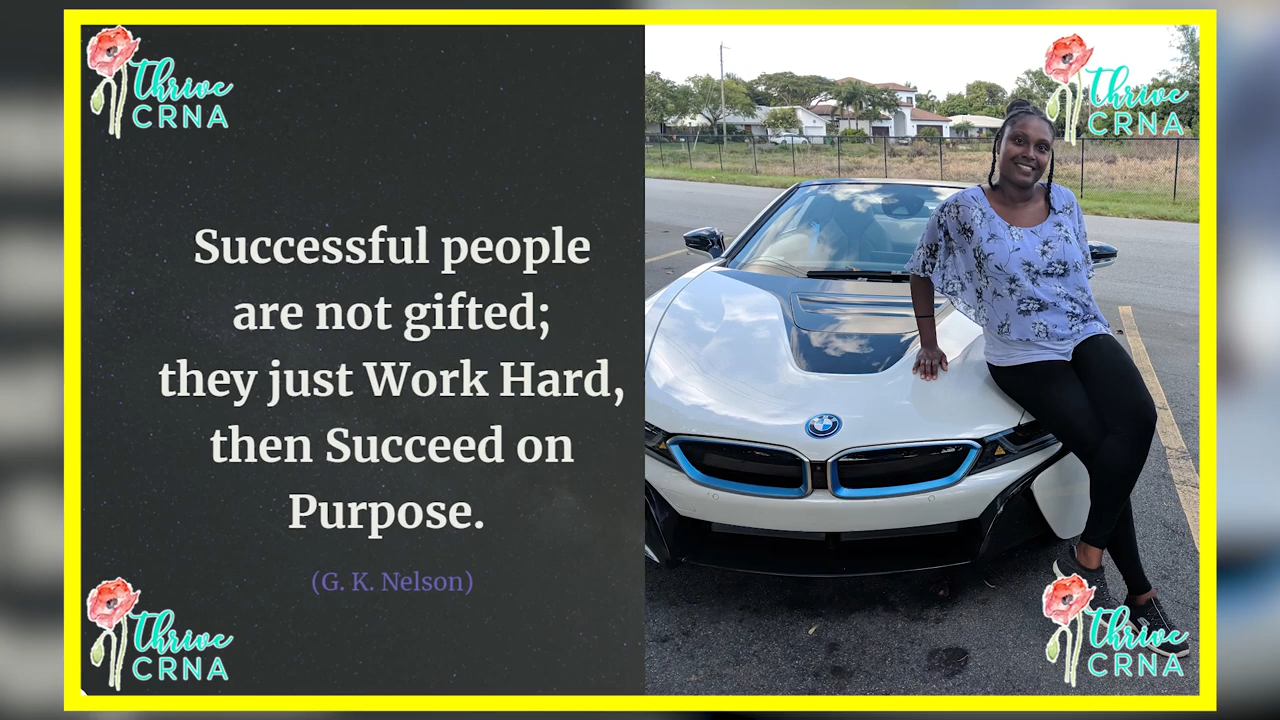 thrive
CRNA
thrive
CRNA
Successful people
are not gifted;
they just Work Hard,
then Succeed on
Purpose.
(G. K. Nelson)
thrive
CRNA
thrive
CRNA